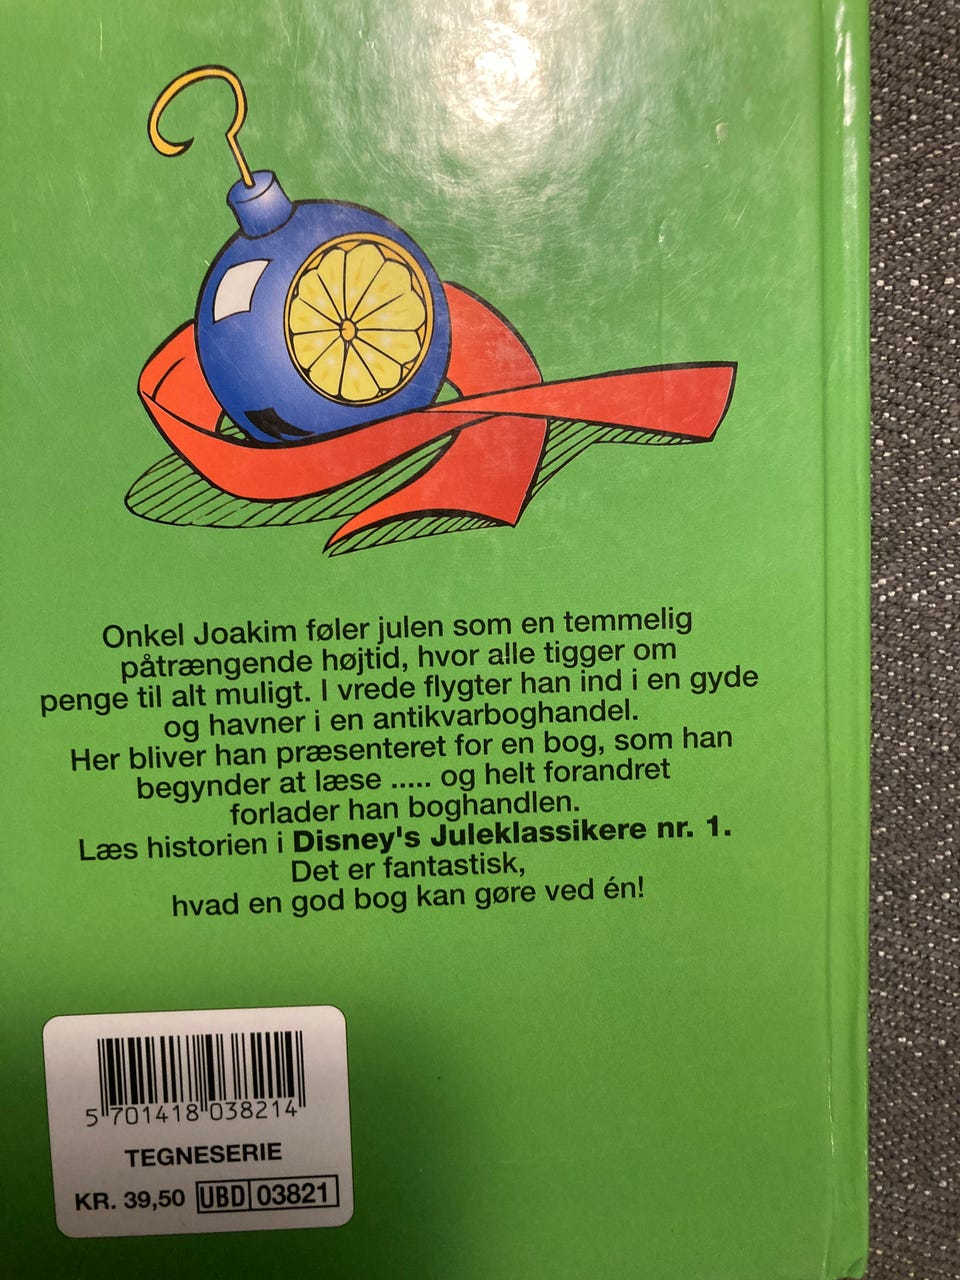 Onkel Joakim føler julen som en temmelig
påtrængende højtid, hvor alle tigger om
penge til alt muligt. I vrede flygter han ind i en gyde
og havner i en antikvarboghandel.
Her bliver han præsenteret for en bog, som han
begynder at læse ..... og helt forandret
forlader han boghandlen.
Læs historien i Disney's Juleklassikere nr. 1.
Det er fantastisk,
hvad en god bog kan gøre ved én!
5 701418 038214
TEGNESERIE
KR. 39,50 UBD 03821